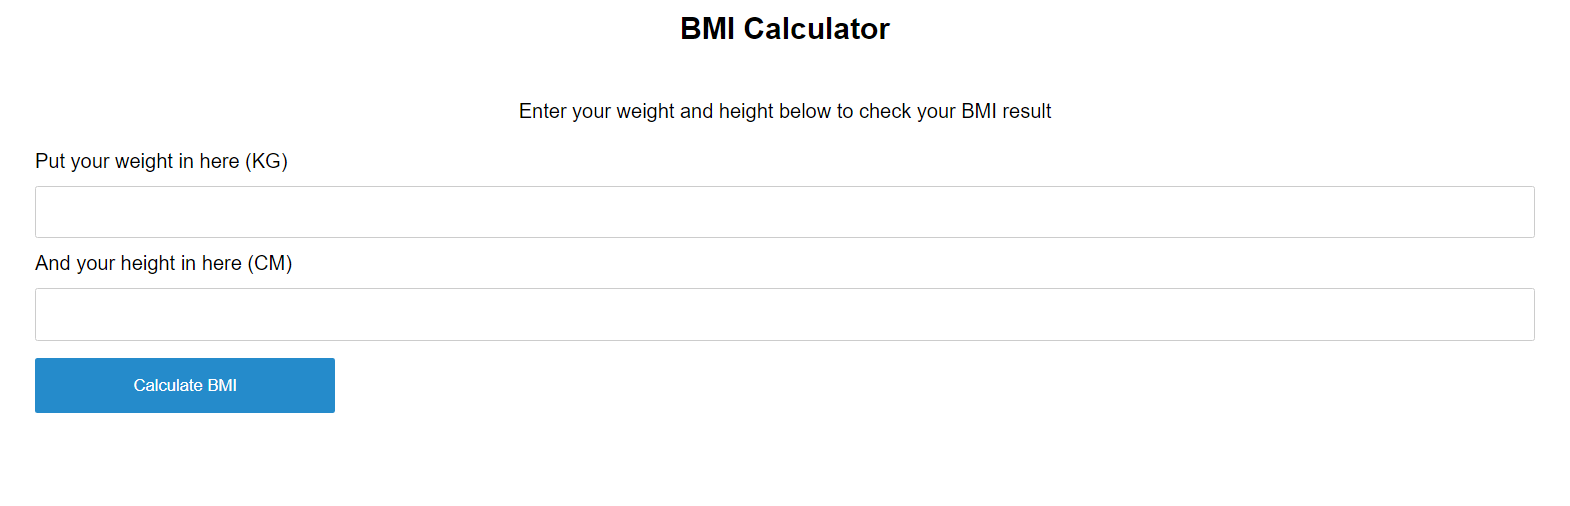 BMI Calculator
Enter your weight and height below to check your BMI result
Put your weight in here (KG)
And your height in here (CM)
Calculate BMI